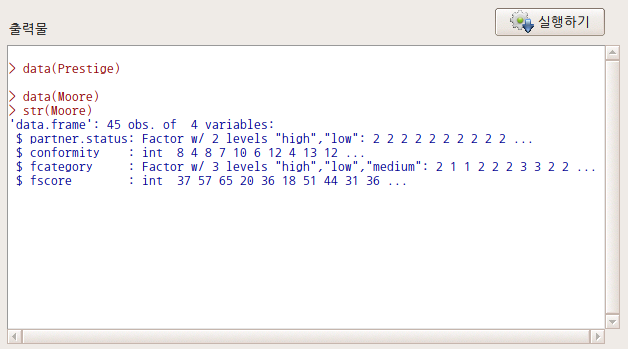 실행하기
출력물
> data(Prestige)
> data(Moore)
> str(Moore)
'data.frame': 45 obs. of  4 variables:
 $ partner.status: Factor w/ 2 levels "high","low": 2 2 2 2 2 2 2 2 2 2 ...
 $ conformity    : int  8 4 8 7 10 6 12 4 13 12 ...
 $ fcategory     : Factor w/ 3 levels "high","low","medium": 2 1 1 2 2 2 3 3 2 2 ...
 $ fscore        : int  37 57 65 20 36 18 51 44 31 36 ...